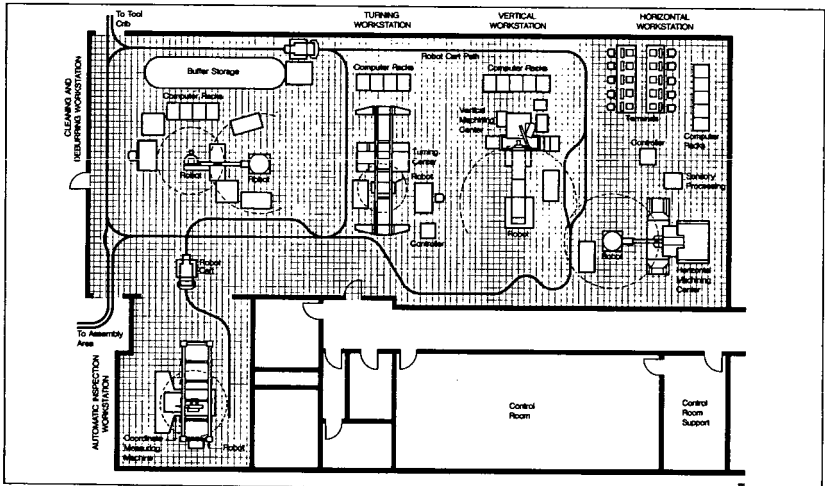 To Tool
Crib
TURNING
WORKSTATION
VERTICAL
WORKSTATION
HORIZONTAL
WORKSTATION
Robot Cart Path
Buffer Storage
Computer Racks
Computer Racks
Computer Racks
CLEANING AND
DEBURRING WORKSTATION
Vertical
Machining
Center
Terminals
Computer
Racks
Controller
Turning
Center
Robot
Robot
Robot
Sensory
Processing
Controller
Robot
Robot
Robot
Cart
Horizontal
Machining
Center
To Assembly
Area
AUTOMATIC INSPECTION
WORKSTATION
Control
Room
Control
Room
Support
Coordinate
Measuring
Machine
Robot